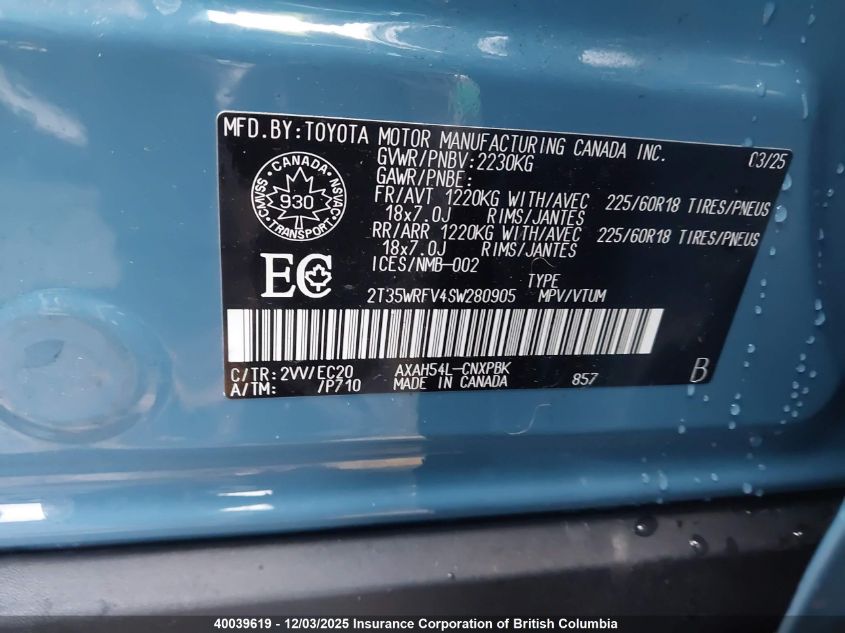 MFD.BY:TOYOTA MOTOR MANUFACTURING CANADA INC. 03/25
GVWR/PNBV:2230KG
GAWR/PNBE:
FR/AVT 1220KG WITH/AVEC 225/60R18 TIRES/PNEUS
18x7.0J RIMS/JANTES
RR/ARR 1220KG WITH/AVEC 225/60R18 TIRES/PNEUS
18x7.0J RIMS/JANTES
ICES/NMB-002
CANADA
CMVSS
930
NSVAC
TRANSPORT
EC
TYPE
2T35WRFV4SW280905 MPV/VTUM
C/TR:2VV/EC20 AXAH54L-CNXPBK
A/TM: /P710 MADE IN CANADA 857 B
40039619 - 12/03/2025 Insurance Corporation of British Columbia